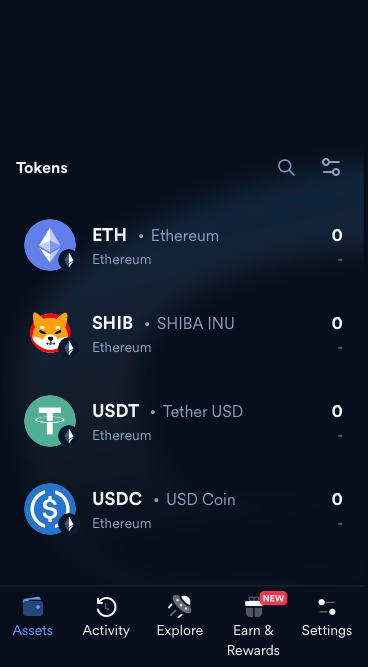 Tokens
ETH • Ethereum 0
Ethereum -
SHIB • SHIBA INU 0
Ethereum -
USDT • Tether USD 0
Ethereum -
USDC • USD Coin 0
Ethereum -
NEW
Assets Activity Explore Earn & Settings
Rewards